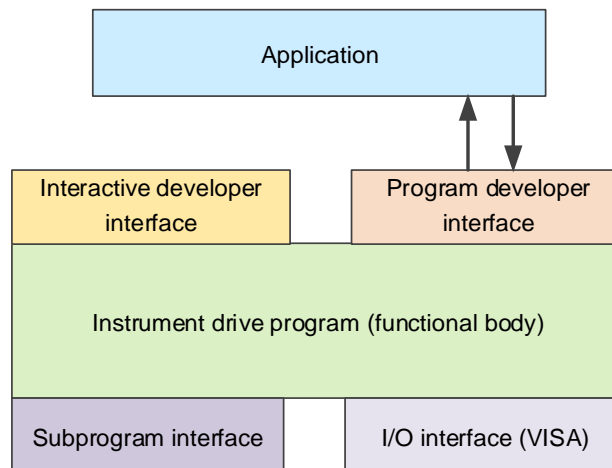 Application
Interactive developer
interface
Program developer
interface
Instrument drive program (functional body)
Subprogram interface
I/O interface (VISA)